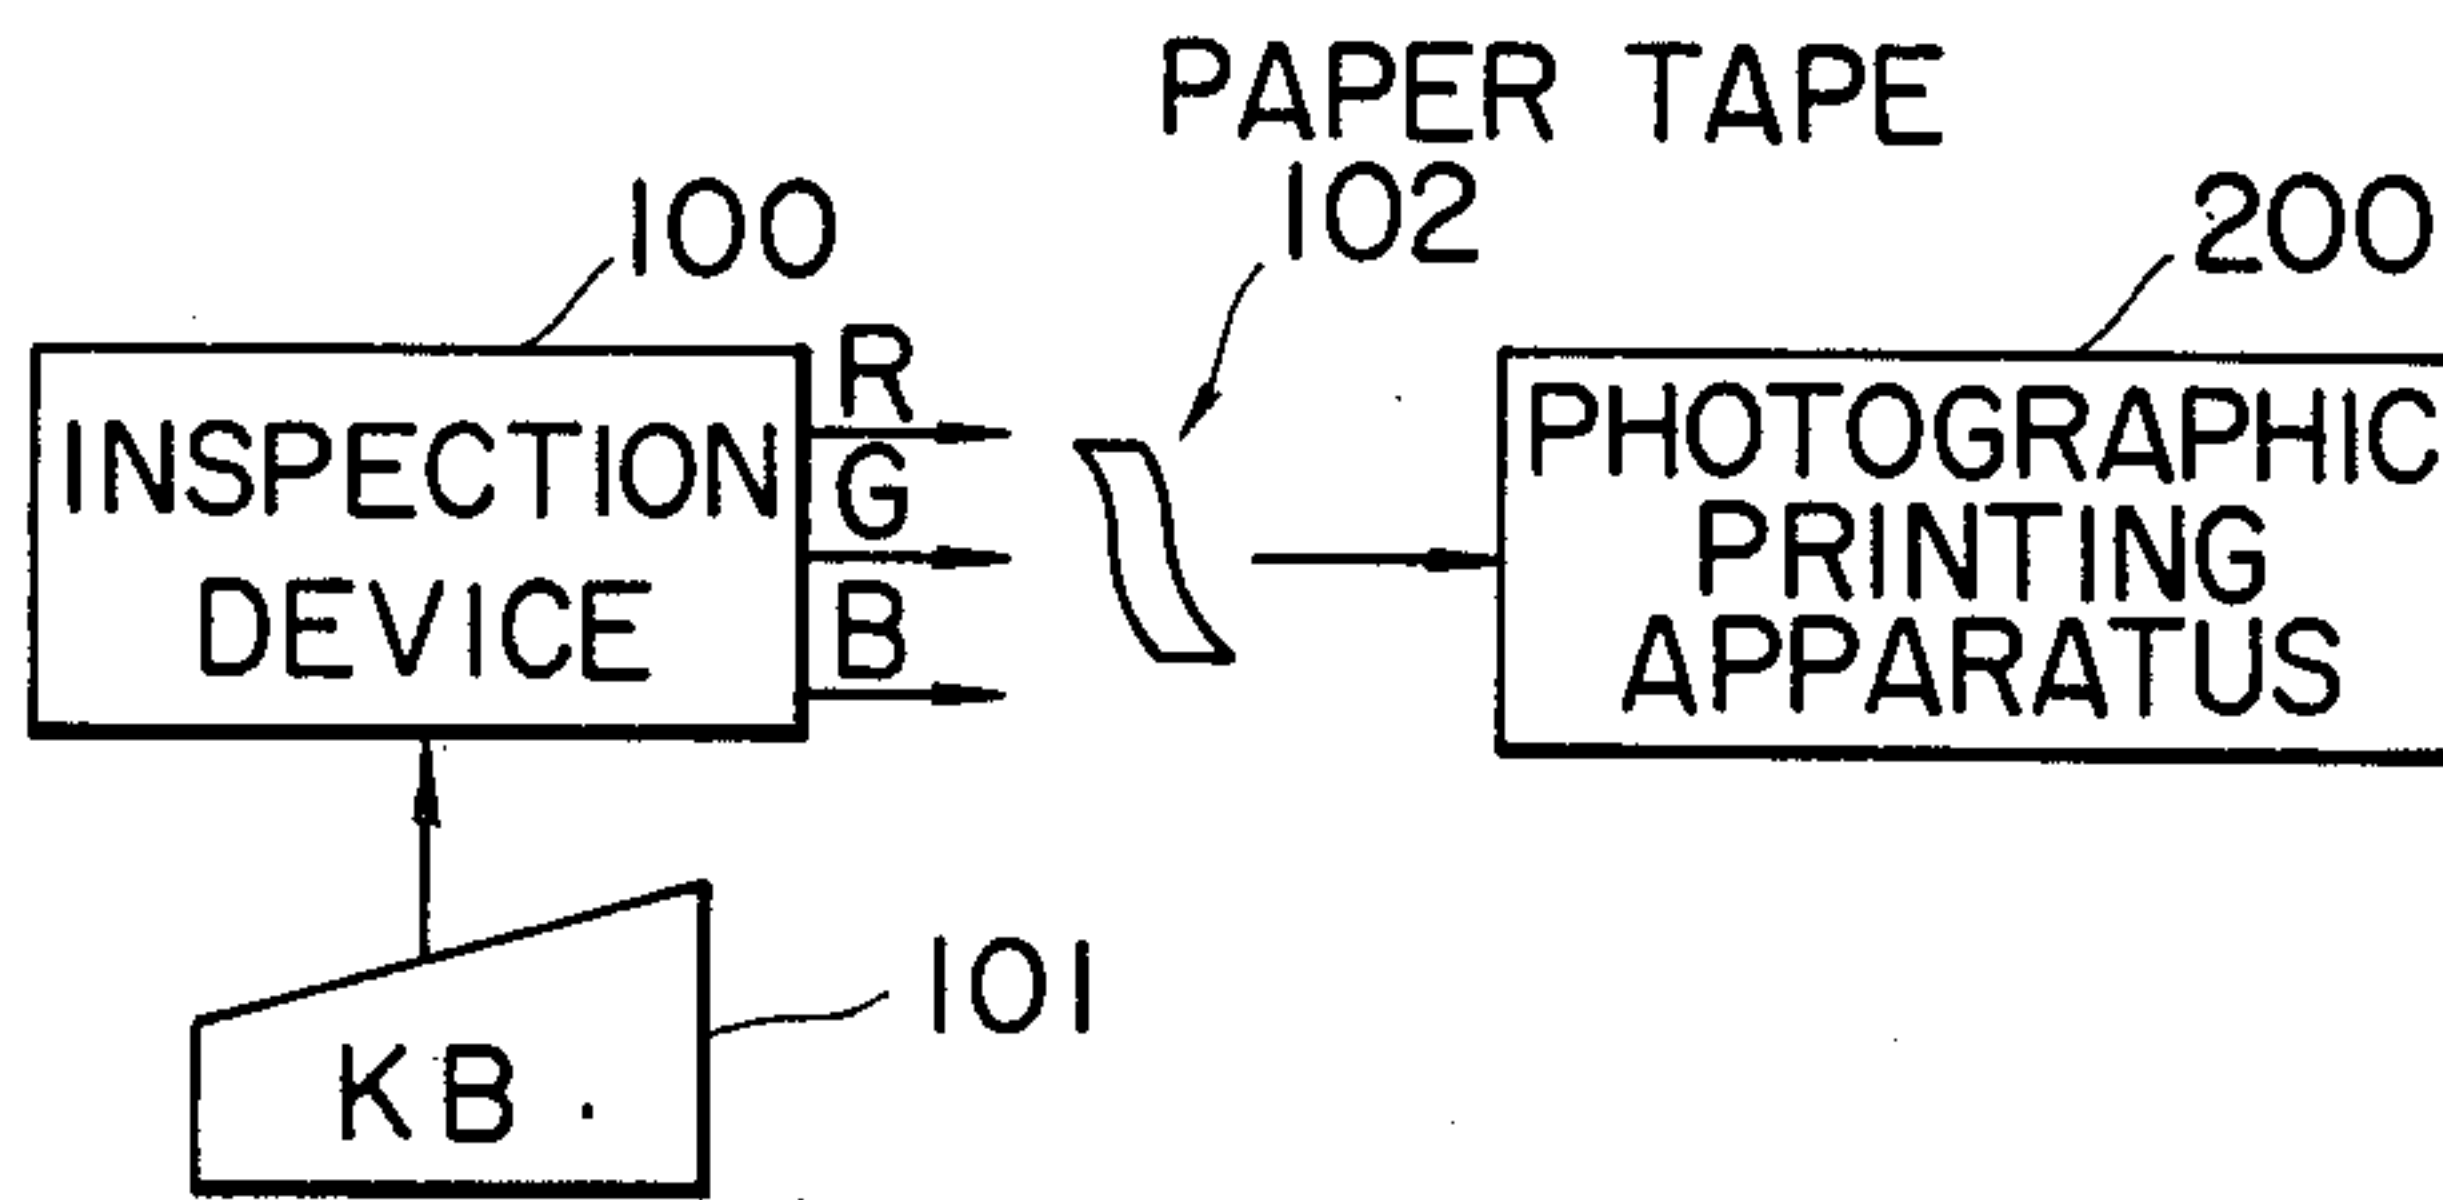 PAPER TAPE
100
102
200
R
G
B
INSPECTION
DEVICE
PHOTOGRAPHIC
PRINTING
APPARATUS
101
KB